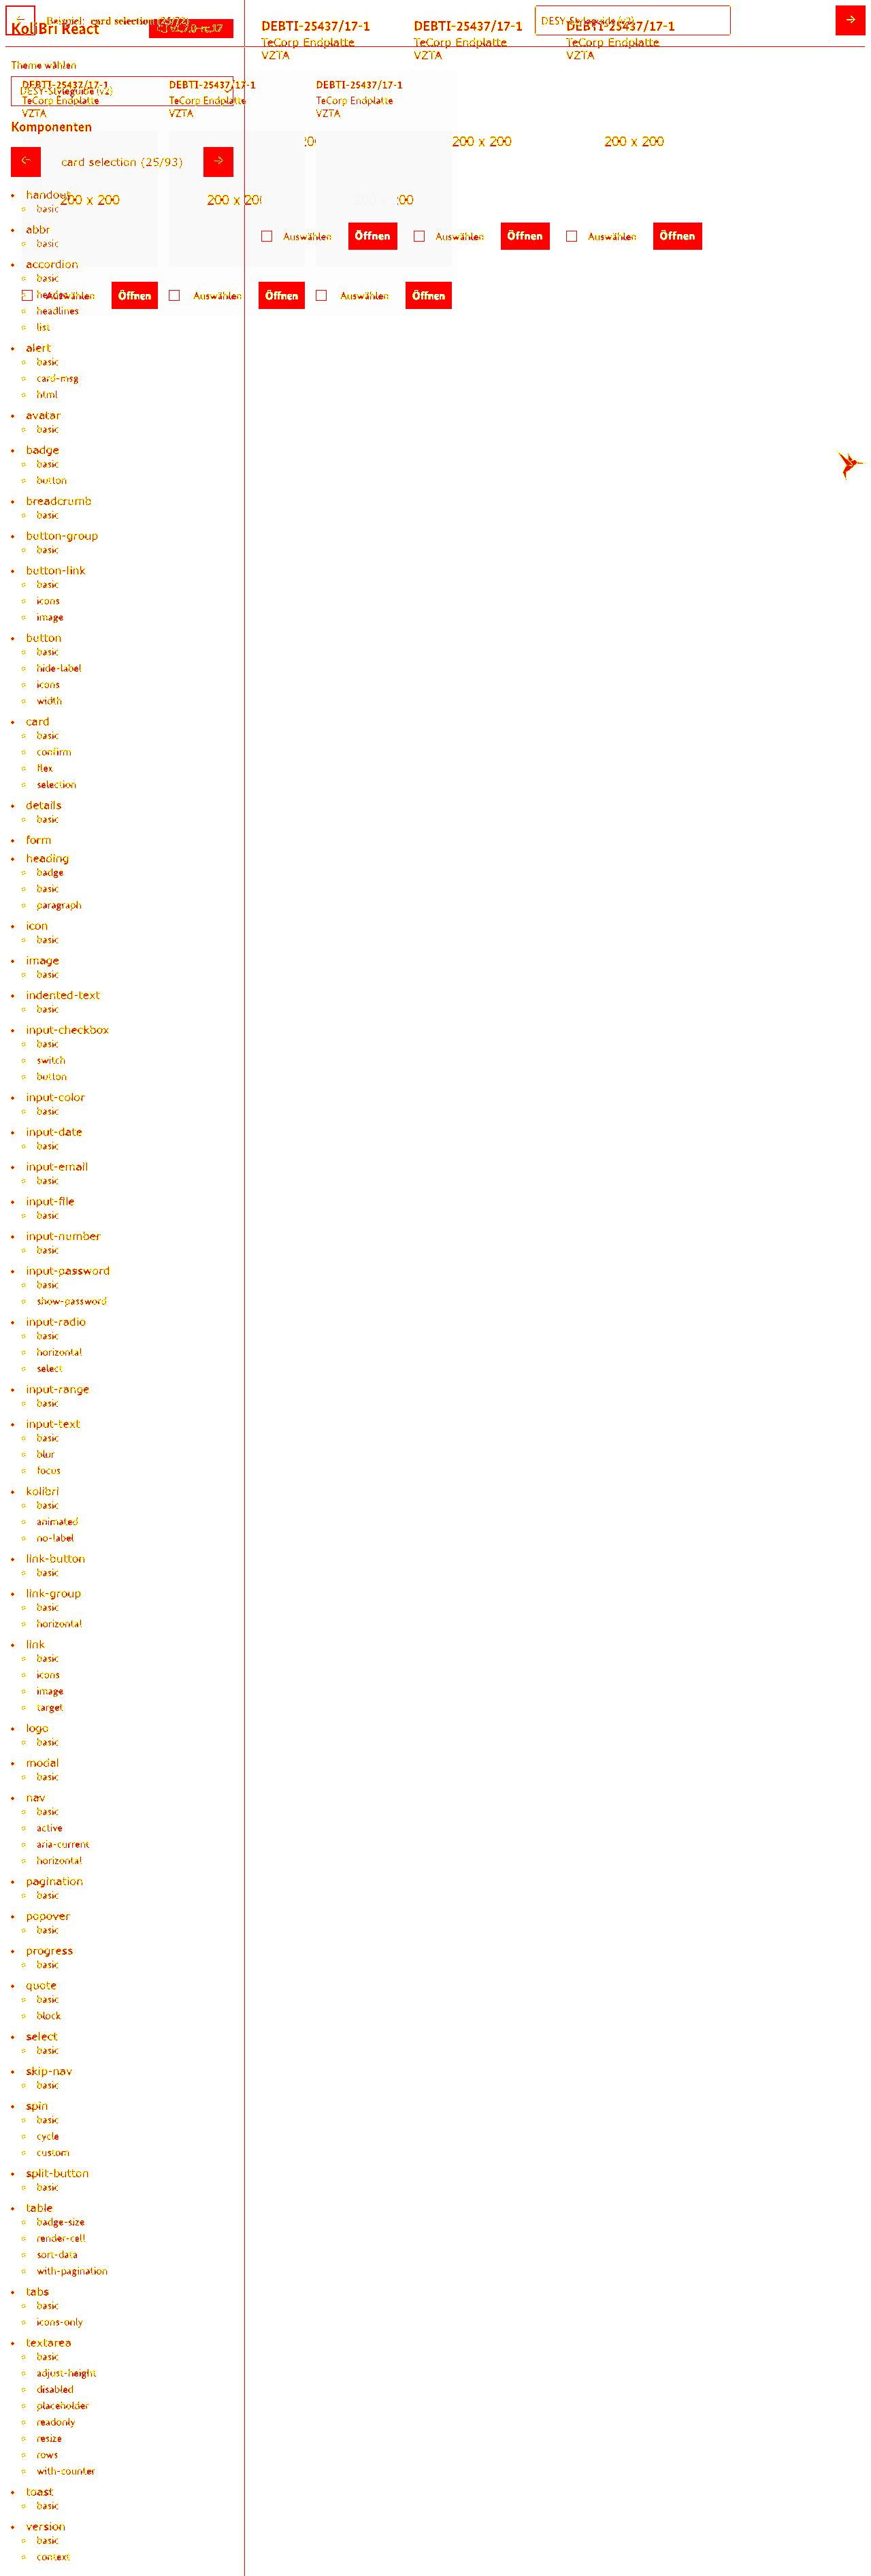 Beispiel: card selection
KoliBri React
DEBTI-25437/17-1
TeCorp Endplatte
VZTA
DEBTI-25437/17-1
TeCorp Endplatte
VZTA
DESY-Styleguide (v2)
DEBTI-25437/17-1
TeCorp Endplatte
VZTA
Theme wählen
DESY-Styleguide (v2)
DEBTI-25437/17-1
TeCorp Endplatte
VZTA
DEBTI-25437/17-1
TeCorp Endplatte
VZTA
DEBTI-25437/17-1
TeCorp Endplatte
VZTA
Komponenten
200 x 200
200 x 200
card selection (25/93)
200 x 200
200 x 200
Auswählen Öffnen
Auswählen Öffnen
Auswählen Öffnen
Auswählen Öffnen
Auswählen Öffnen
Auswählen Öffnen
handout
basic
abbr
basic
accordion
basic
header
headlines
list
alert
basic
card-msg
html
avatar
basic
badge
basic
button
breadcrumb
basic
button-group
basic
button-link
basic
icons
image
button
basic
hide-label
icons
width
card
basic
confirm
flex
selection
details
basic
form
heading
badge
basic
paragraph
icon
basic
image
basic
indented-text
basic
input-checkbox
basic
switch
button
input-color
basic
input-date
basic
input-email
basic
input-file
basic
input-number
basic
input-password
basic
show-password
input-radio
basic
horizontal
select
input-range
basic
input-text
basic
blur
focus
kolibri
basic
animated
no-label
link-button
basic
link-group
basic
horizontal
link
basic
icons
image
target
logo
basic
modal
basic
nav
basic
active
aria-current
horizontal
pagination
basic
popover
basic
progress
basic
quote
basic
block
select
basic
skip-nav
basic
spin
basic
cycle
custom
split-button
basic
table
badge-size
render-cell
sort-data
with-pagination
tabs
basic
icons-only
textarea
basic
adjust-height
disabled
placeholder
readonly
resize
rows
with-counter
toast
basic
version
basic
context